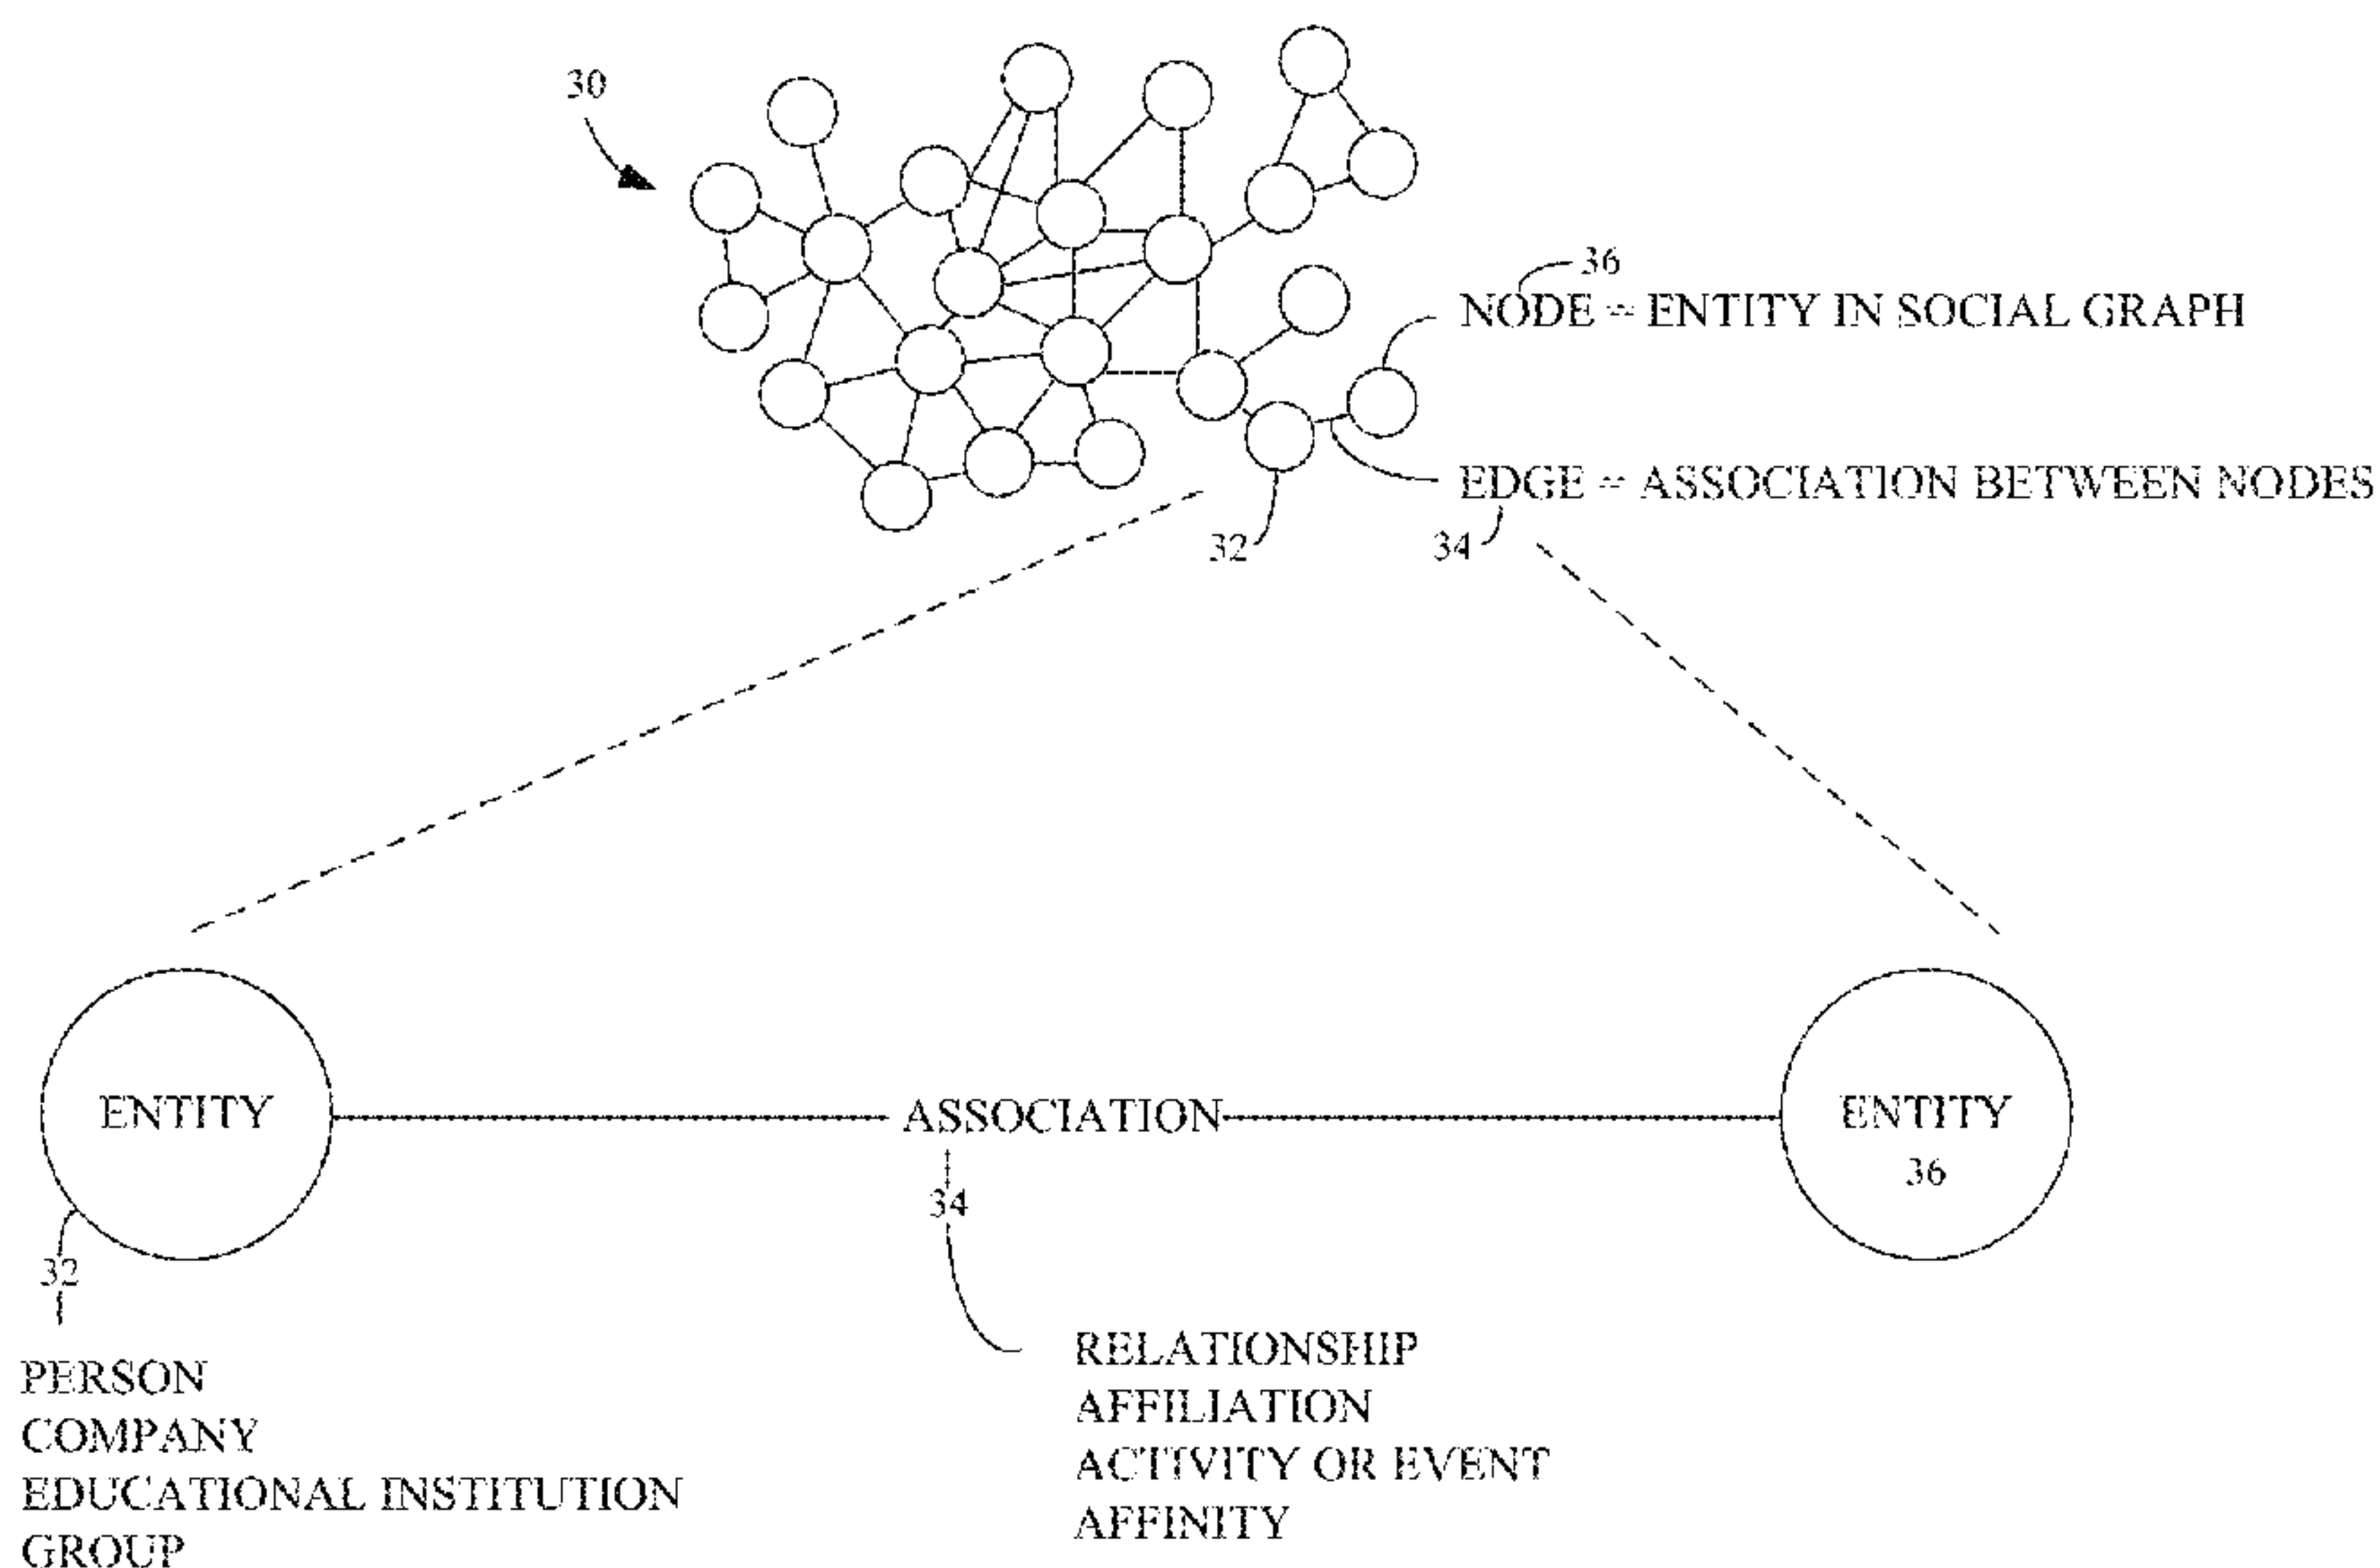 30
36
NODE = ENTITY IN SOCIAL GRAPH
EDGE = ASSOCIATION BETWEEN NODES
32
34
ENTITY
ASSOCIATION
ENTITY
36
34
32
RELATIONSHIP
AFFILIATION
ACTIVITY OR EVENT
AFFINITY
PERSON
COMPANY
EDUCATIONAL INSTITUTION
GROUP